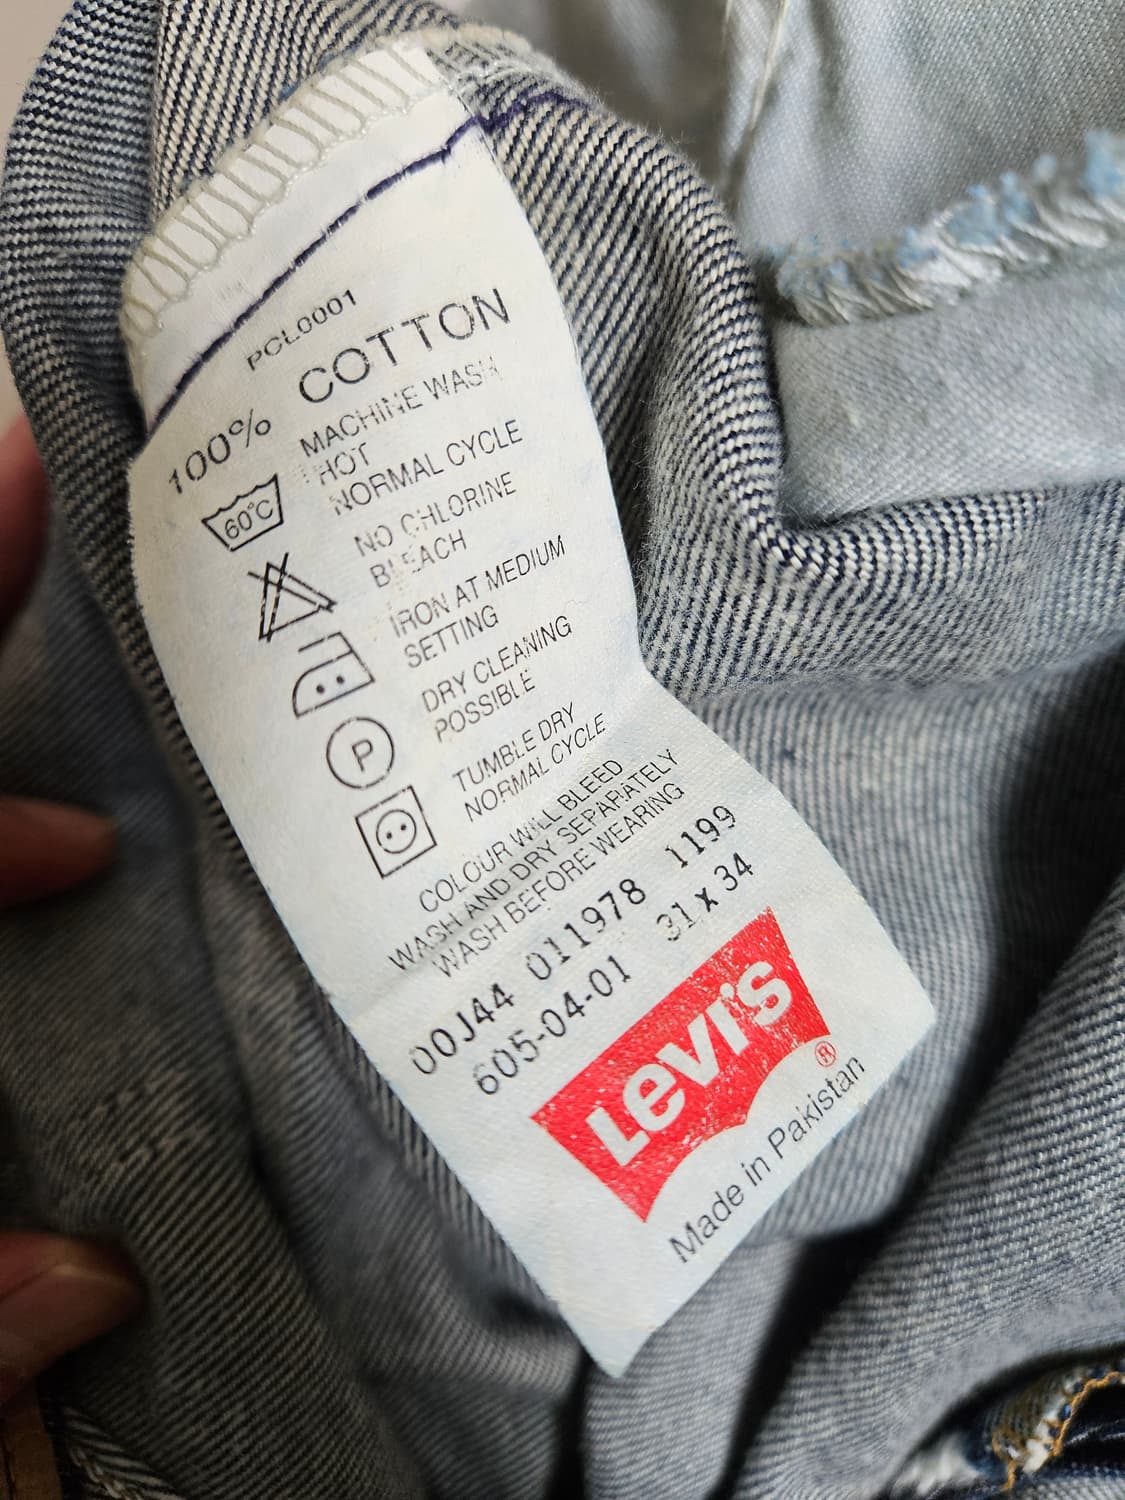 PCL0001
100% COTTON
MACHINE WASH
HOT
NORMAL CYCLE
60°C
NO CHLORINE
BLEACH
IRON AT MEDIUM
SETTING
DRY CLEANING
POSSIBLE
P
TUMBLE DRY
NORMAL CYCLE
COLOUR WILL BLEED
WASH AND DRY SEPARATELY
WASH BEFORE WEARING
00J44 011978 1199
605-04-01 31 x 34
Levi's ®
Made in Pakistan